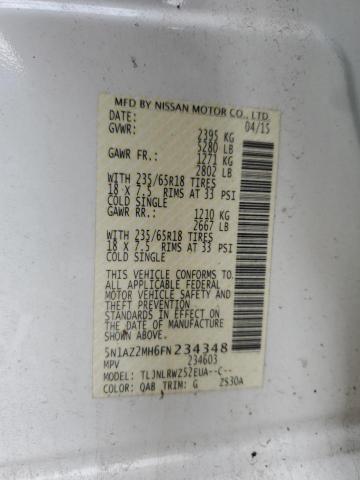 MFD BY NISSAN MOTOR CO., LTD.
DATE: 04/15
GVWR: 2395 KG
5280 LB
GAWR FR.: 1271 KG
2802 LB
WITH 235/65R18 TIRES
18 X 7.5 RIMS AT 33 PSI
COLD SINGLE
GAWR RR.: 1210 KG
2667 LB
WITH 235/65R18 TIRES
18 X 7.5 RIMS AT 33 PSI
COLD SINGLE
THIS VEHICLE CONFORMS TO
ALL APPLICABLE FEDERAL
MOTOR VEHICLE SAFETY AND
THEFT PREVENTION
STANDARDS IN EFFECT ON
THE DATE OF MANUFACTURE
SHOWN ABOVE.
5N1AZ2MH6FN234348
MPV 234603
MODEL: TLJNLRWZ52EUA--C--
COLOR: QAB TRIM: G ZS30A